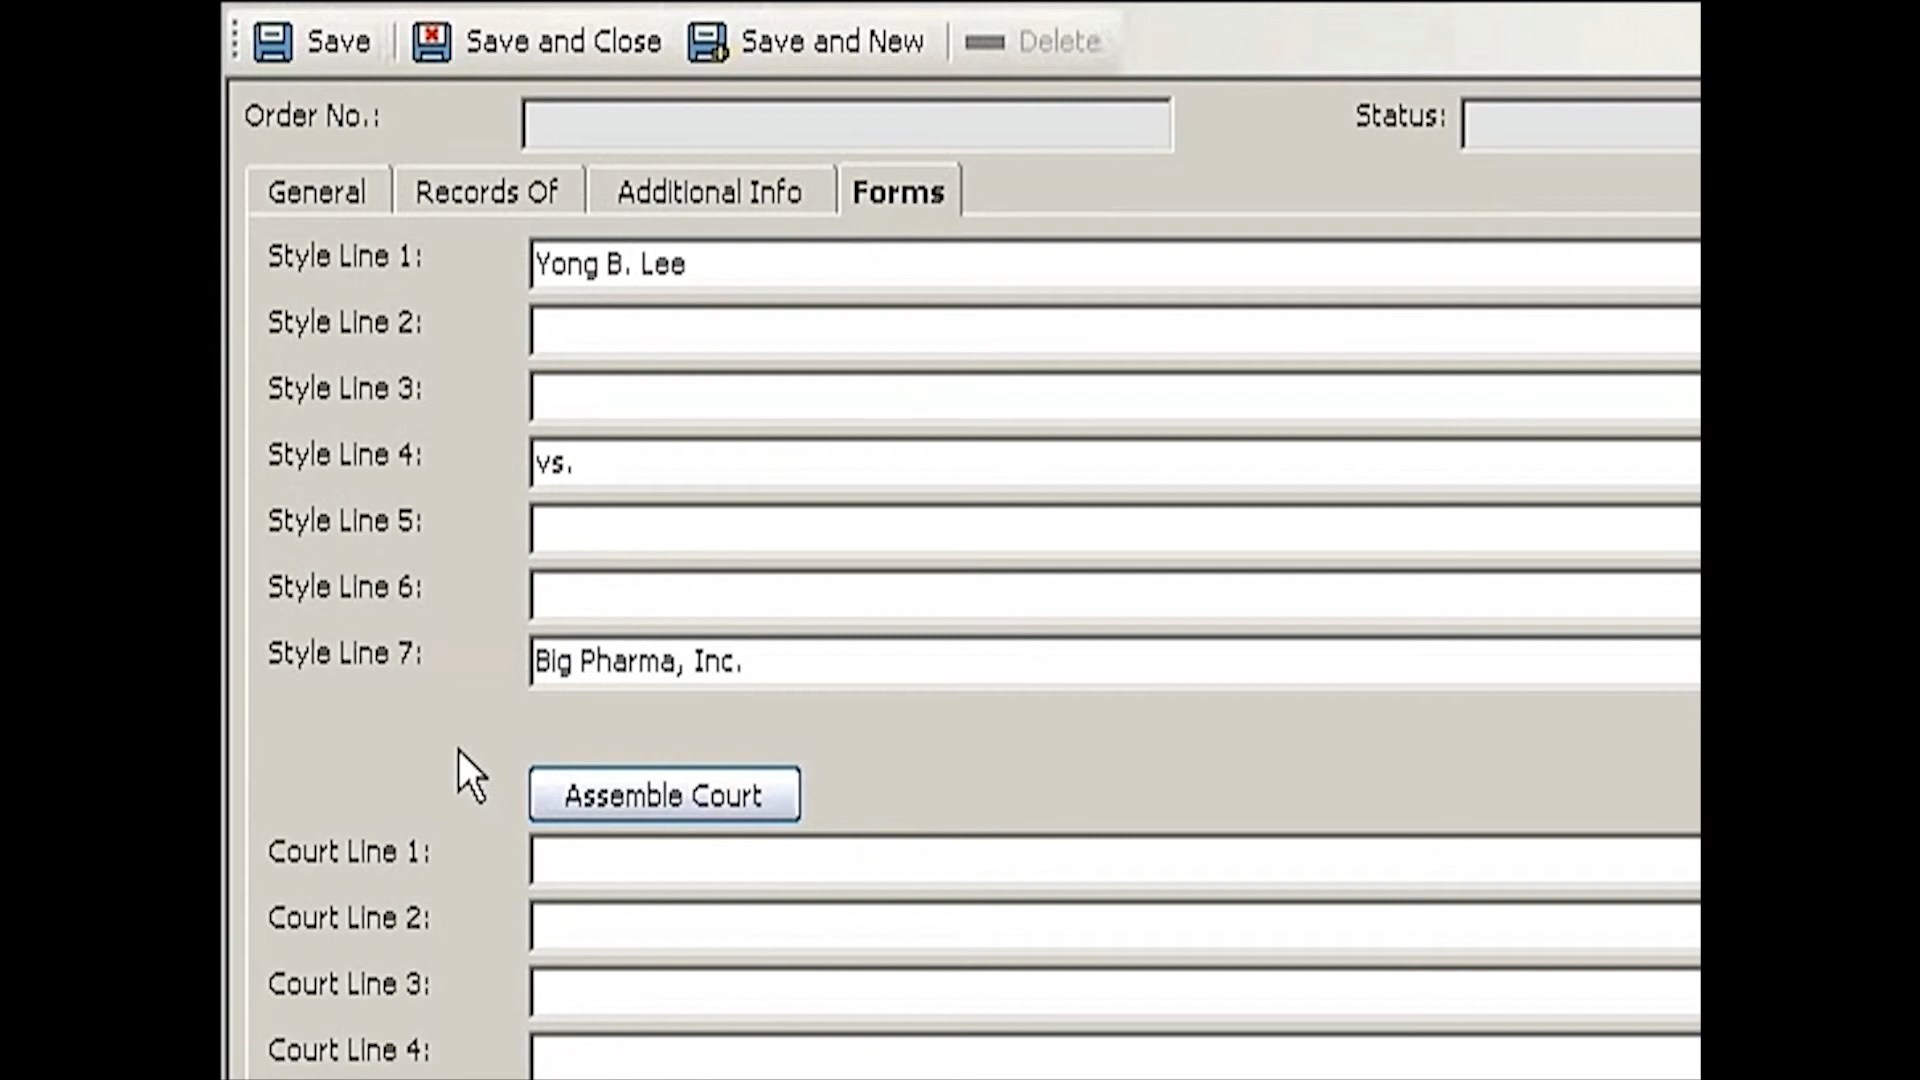 Save Save and Close Save and New Delete
Order No.: Status:
General Records Of Additional Info Forms
Style Line 1: Yong B. Lee
Style Line 2:
Style Line 3:
Style Line 4: vs.
Style Line 5:
Style Line 6:
Style Line 7: Big Pharma, Inc.
Assemble Court
Court Line 1:
Court Line 2:
Court Line 3:
Court Line 4: